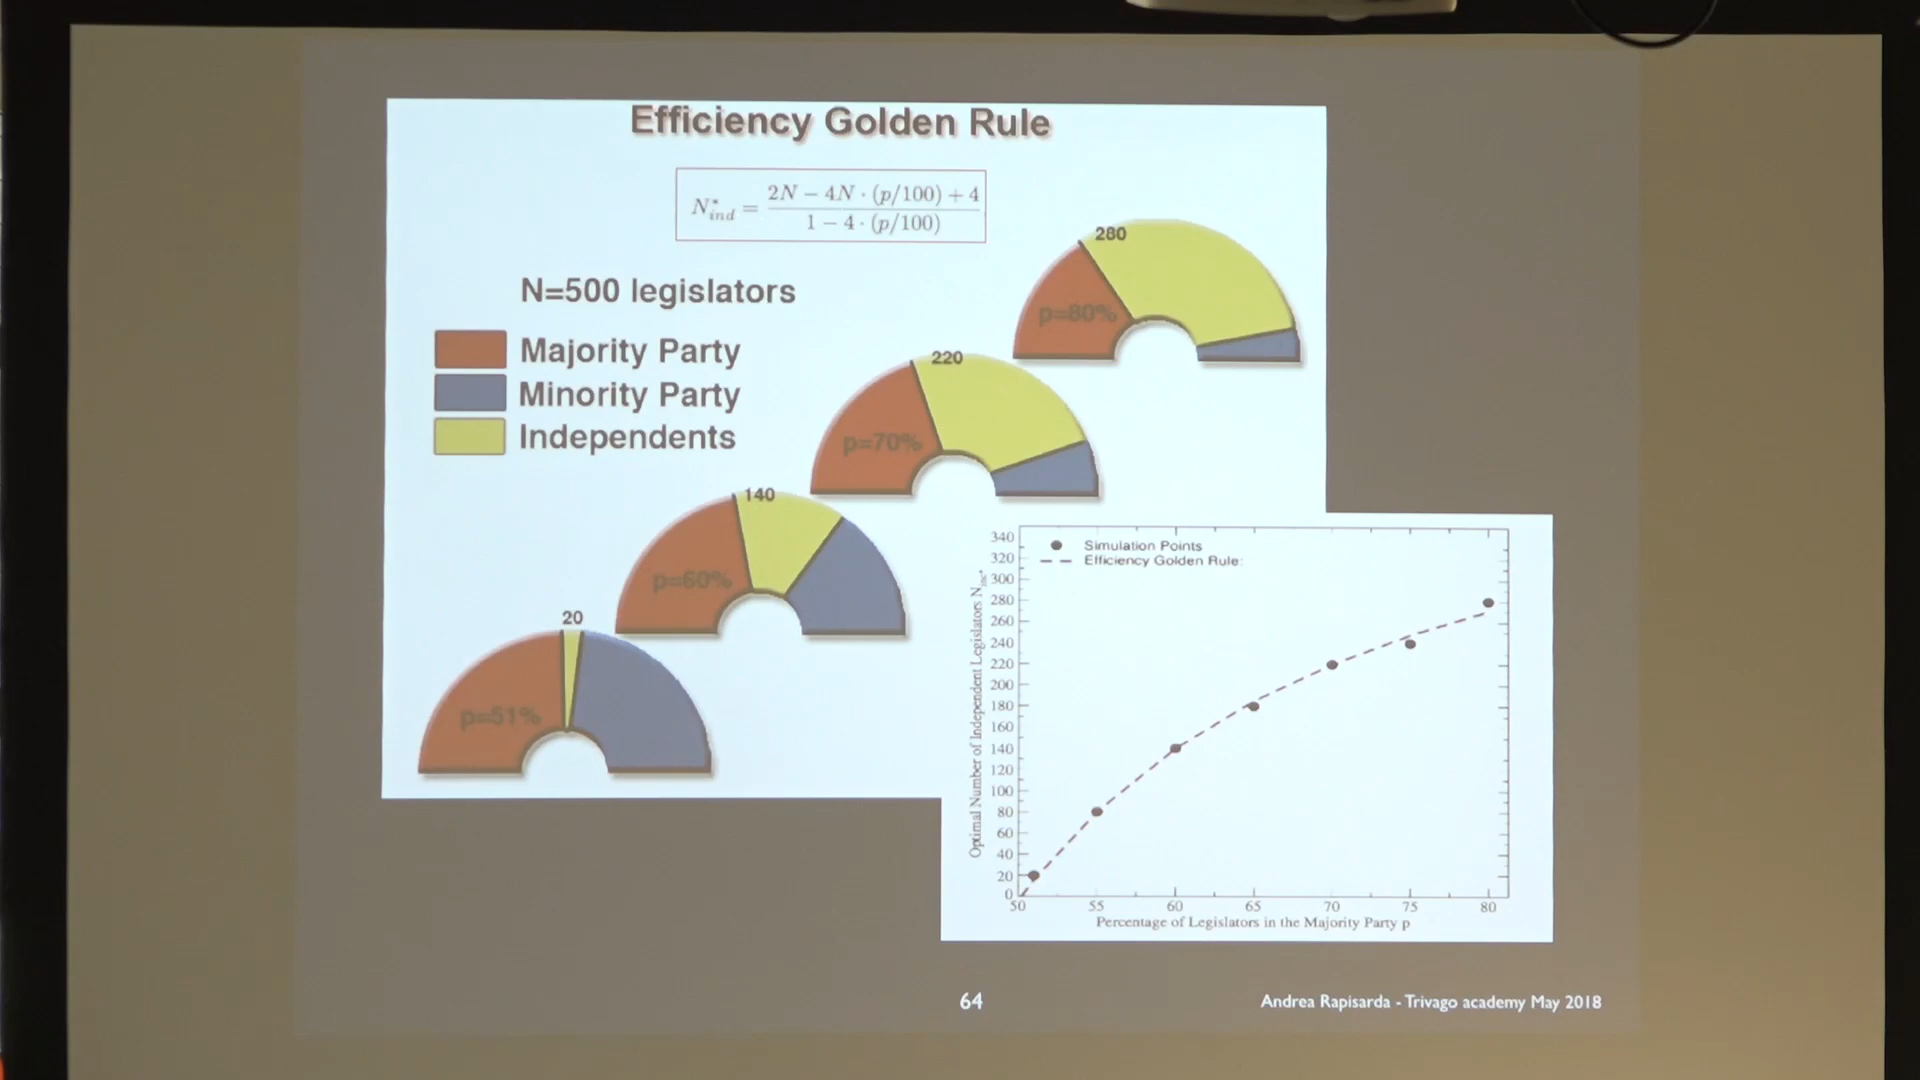 Efficiency Golden Rule
N*ind = (2N − 4N · (p/100) + 4) / (1 − 4 · (p/100))
N=500 legislators
Majority Party
Minority Party
Independents
280
p=80%
220
p=70%
140
p=60%
20
p=51%
Simulation Points
Efficiency Golden Rule:
Optimal Number of Independent Legislators
340
320
300
280
260
240
220
200
180
160
140
120
100
80
60
40
20
0
50 55 60 65 70 75 80
Percentage of Legislators in the Majority Party p
64
Andrea Rapisarda - Trivago academy May 2018